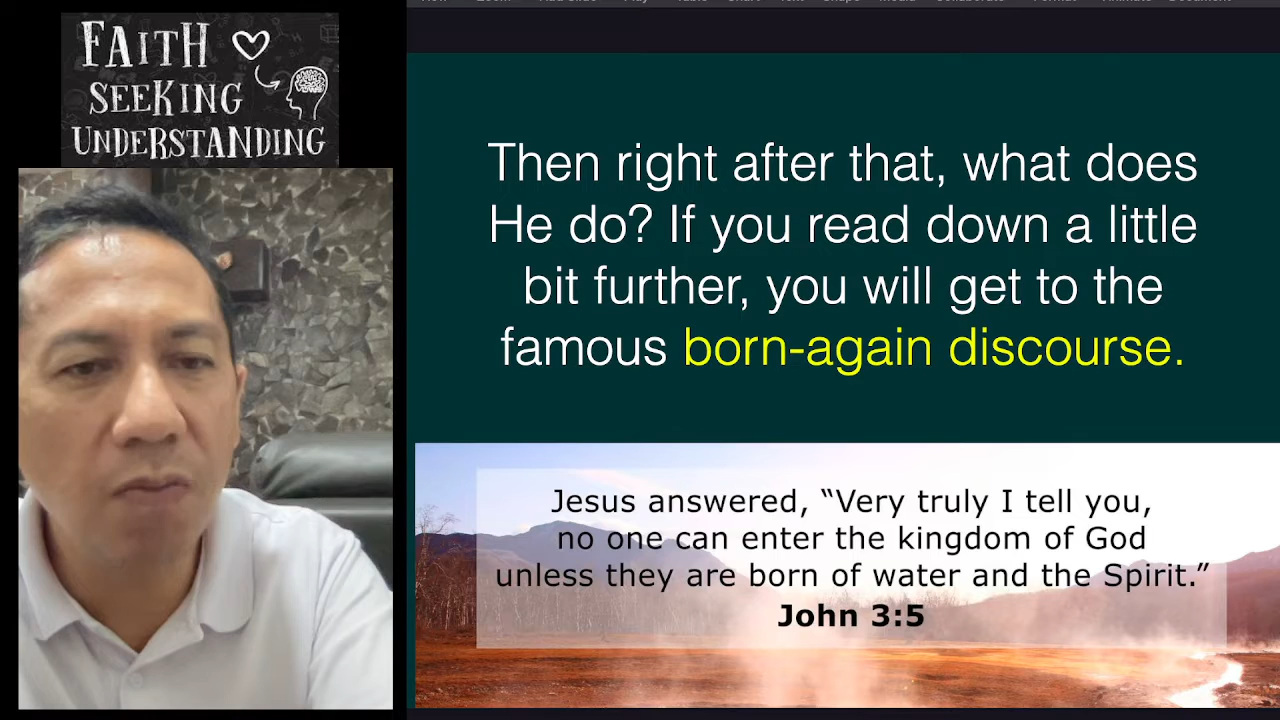 FAITH
SEEKING
UNDERSTANDING
Then right after that, what does
He do? If you read down a little
bit further, you will get to the
famous born-again discourse.
Jesus answered, “Very truly I tell you,
no one can enter the kingdom of God
unless they are born of water and the Spirit.”
John 3:5